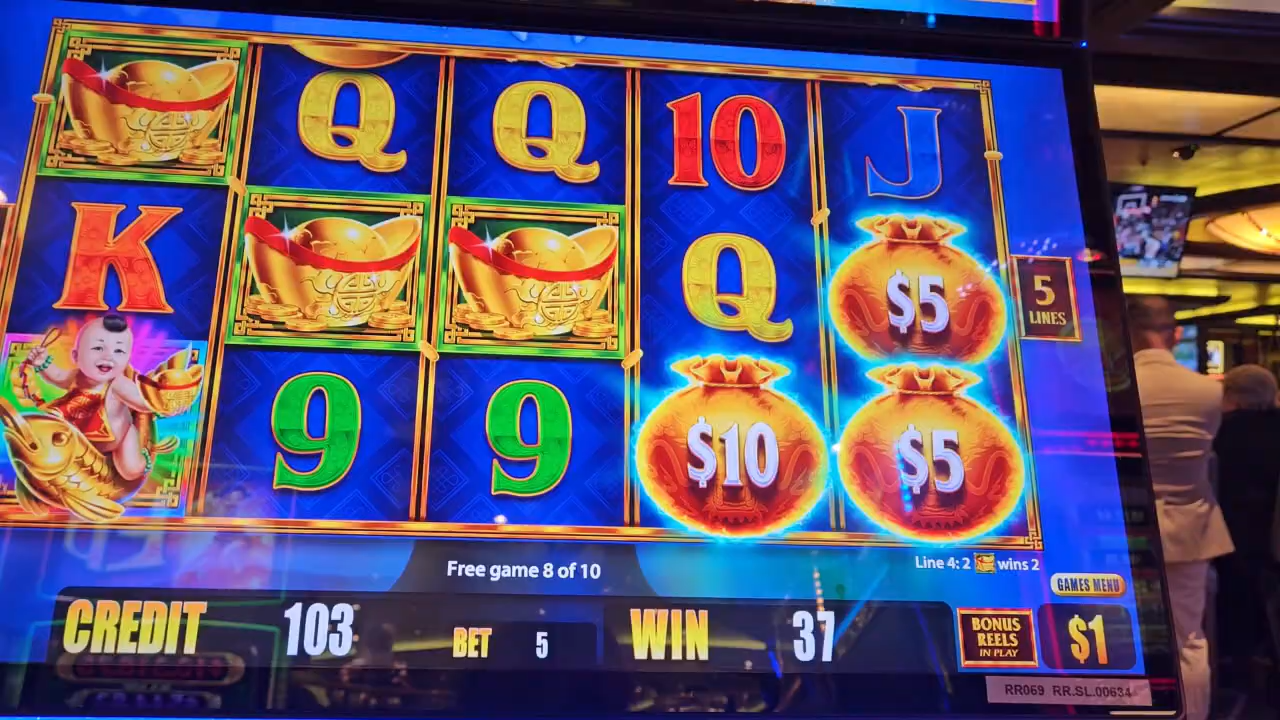 Q Q 10 J
K Q $5
5 LINES
9 9 $10 $5
Free game 8 of 10
Line 4: 2 wins 2
GAMES MENU
CREDIT 103 BET 5 WIN 37
BONUS
REELS
IN PLAY
$1
RR069 RR.SL.00634